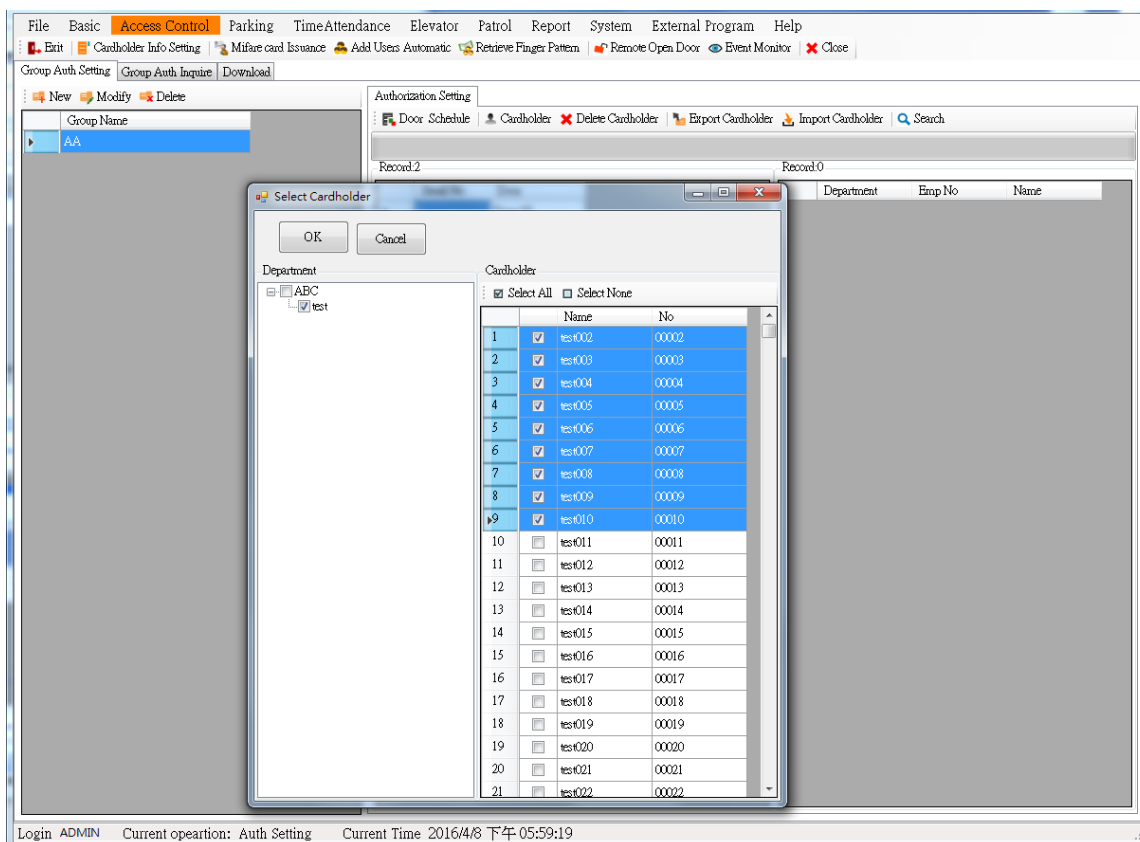 File Basic Access Control Parking TimeAttendance Elevator Patrol Report System External Program Help
Exit Cardholder Info Setting Mifare card Issuance Add Users Automatic Retrieve Finger Pattern Remote Open Door Event Monitor Close
Group Auth Setting Group Auth Inquire Download
New Modify Delete
Authorization Setting
Group Name
Door Schedule Cardholder Delete Cardholder Export Cardholder Import Cardholder Search
AA
Record:2 Record:0
Department Emp No Name
Select Cardholder
OK Cancel
Department Cardholder
ABC
test
Select All Select None
Name No
1 test002 00002
2 test003 00003
3 test004 00004
4 test005 00005
5 test006 00006
6 test007 00007
7 test008 00008
8 test009 00009
9 test010 00010
10 test011 00011
11 test012 00012
12 test013 00013
13 test014 00014
14 test015 00015
15 test016 00016
16 test017 00017
17 test018 00018
18 test019 00019
19 test020 00020
20 test021 00021
21 test022 00022
Login ADMIN Current opeartion: Auth Setting Current Time 2016/4/8 下午 05:59:19